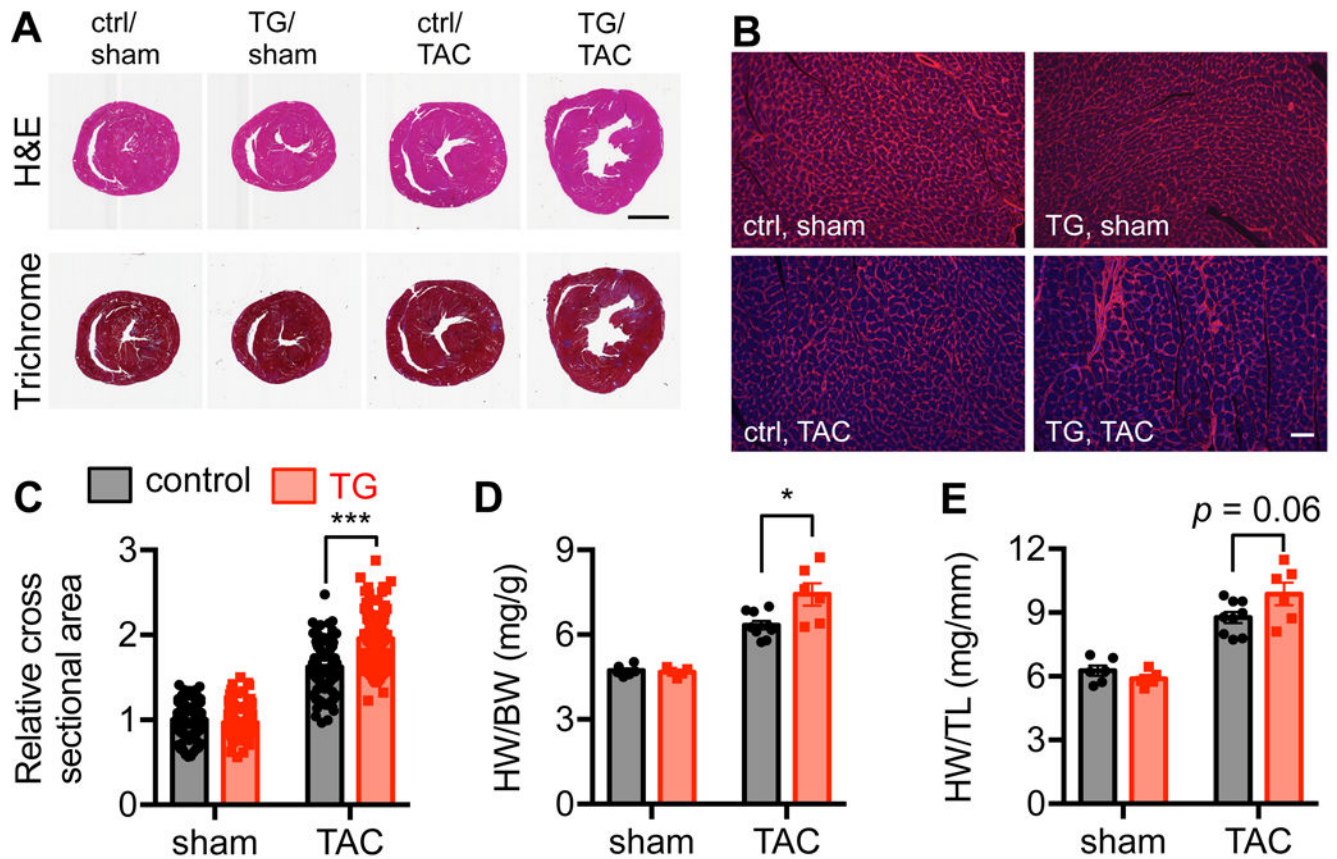 A
ctrl/
sham
TG/
sham
ctrl/
TAC
TG/
TAC
H&E
Trichrome
B
ctrl, sham
TG, sham
ctrl, TAC
TG, TAC
C
control
TG
***
Relative cross
sectional area
3
2
1
0
sham
TAC
D
*
HW/BW (mg/g)
9
6
3
0
sham
TAC
E
p = 0.06
HW/TL (mg/mm)
12
9
6
3
0
sham
TAC